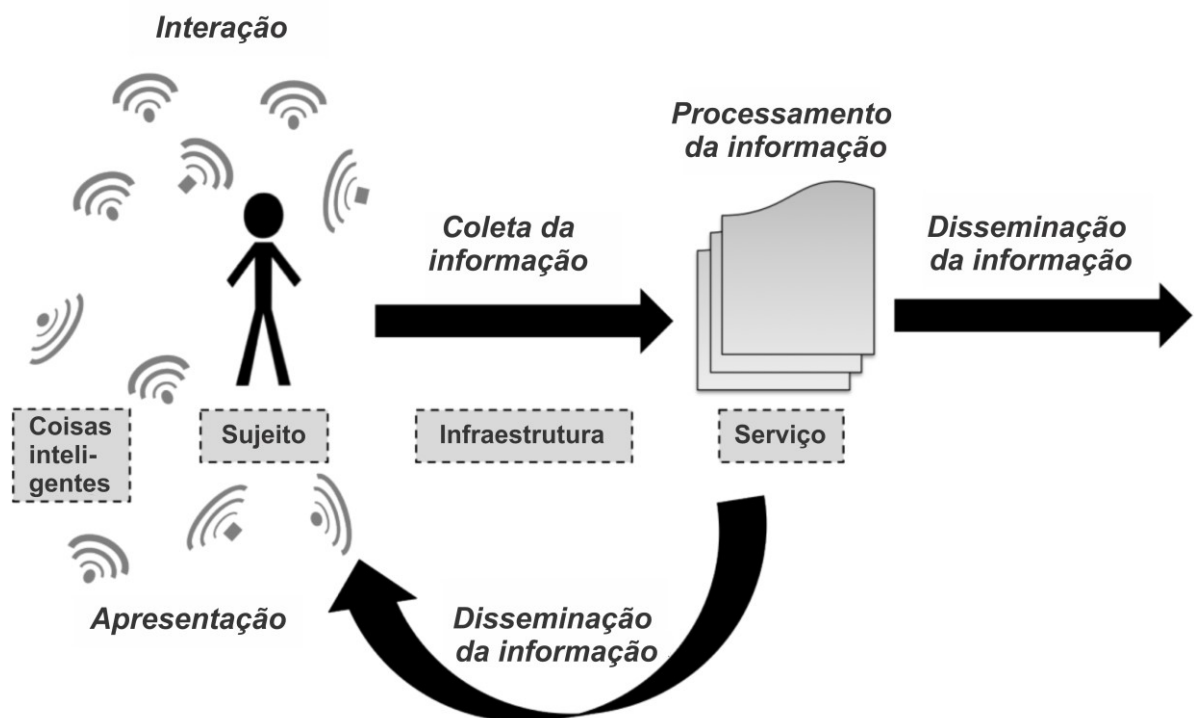 Interação
Processamento
da informação
Coleta da
informação
Disseminação
da informação
Coisas
inteli-
gentes
Sujeito
Infraestrutura
Serviço
Apresentação
Disseminação
da informação